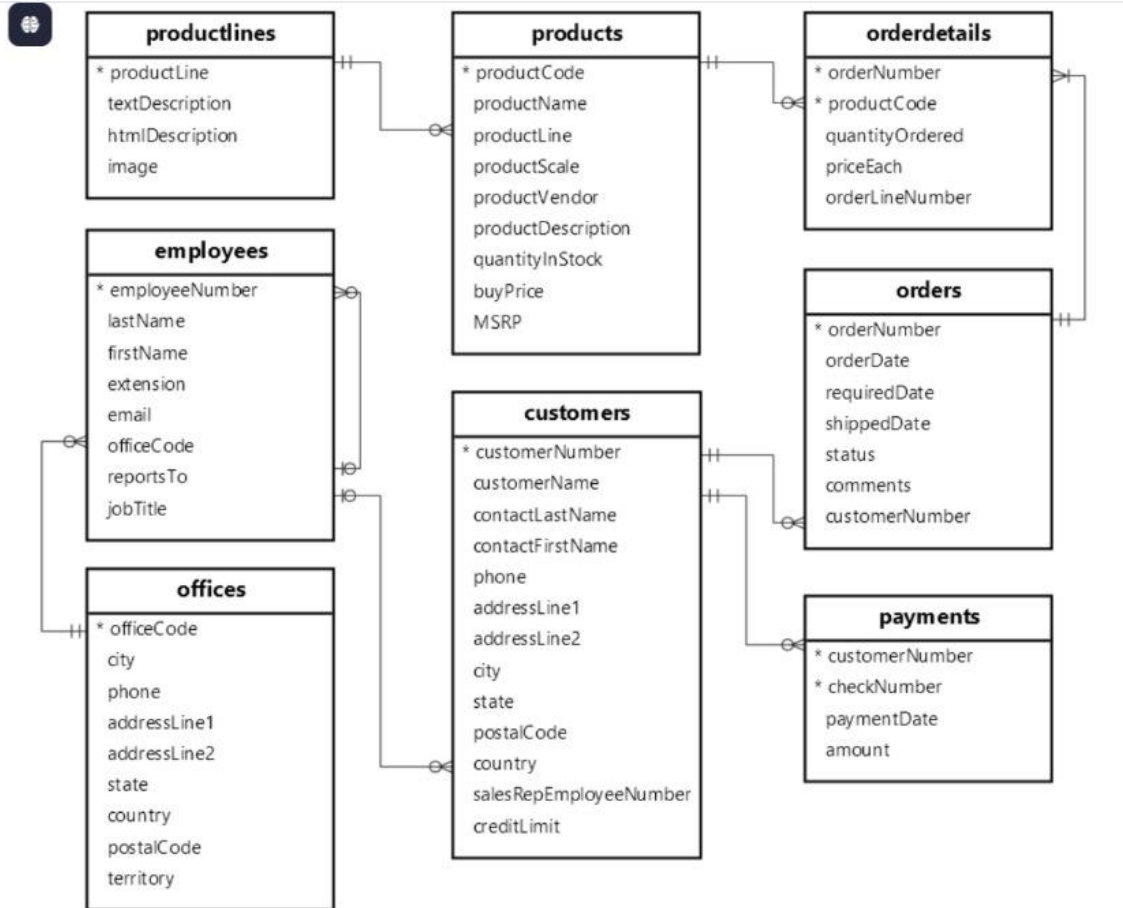 productlines
* productLine
textDescription
htmlDescription
image
products
* productCode
productName
productLine
productScale
productVendor
productDescription
quantityInStock
buyPrice
MSRP
orderdetails
* orderNumber
* productCode
quantityOrdered
priceEach
orderLineNumber
employees
* employeeNumber
lastName
firstName
extension
email
officeCode
reportsTo
jobTitle
orders
* orderNumber
orderDate
requiredDate
shippedDate
status
comments
customerNumber
customers
* customerNumber
customerName
contactLastName
contactFirstName
phone
addressLine1
addressLine2
city
state
postalCode
country
salesRepEmployeeNumber
creditLimit
offices
* officeCode
city
phone
addressLine1
addressLine2
state
country
postalCode
territory
payments
* customerNumber
* checkNumber
paymentDate
amount